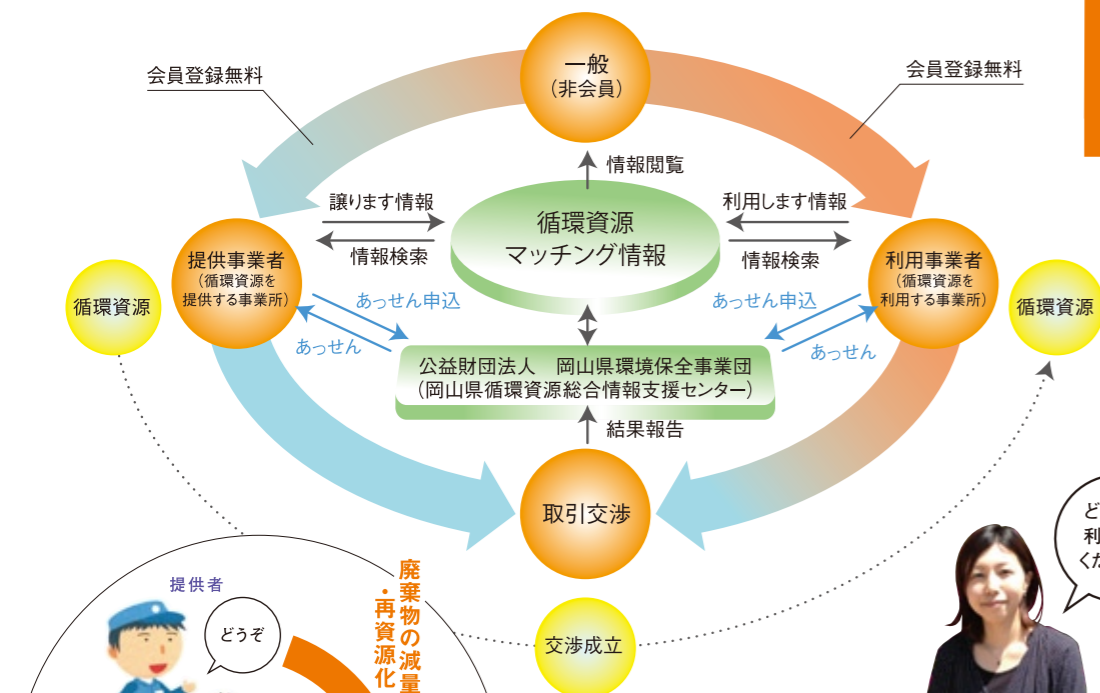 一般
（非会員）
会員登録無料
会員登録無料
情報閲覧
譲ります情報
情報検索
循環資源
マッチング情報
利用します情報
情報検索
提供事業者
（循環資源を
提供する事業所）
利用事業者
（循環資源を
利用する事業所）
循環資源
循環資源
あっせん申込
あっせん
あっせん申込
あっせん
公益財団法人　岡山県環境保全事業団
（岡山県循環資源総合情報支援センター）
結果報告
取引交渉
交渉成立
提供者
どうぞ
廃棄物の減量
・再資源化